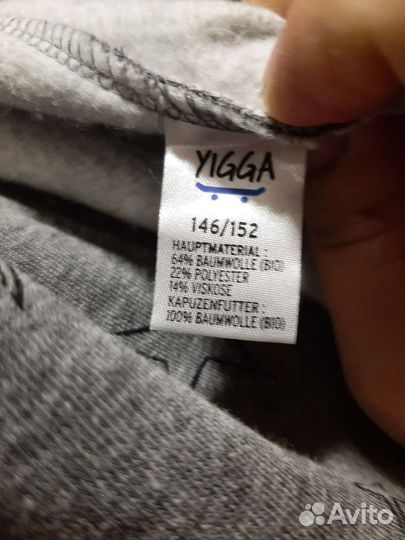 YIGGA
146/152
HAUPTMATERIAL :
64% BAUMWOLLE (BIO)
22% POLYESTER
14% VISKOSE
KAPUZENFUTTER :
100% BAUMWOLLE (BIO)
Avito